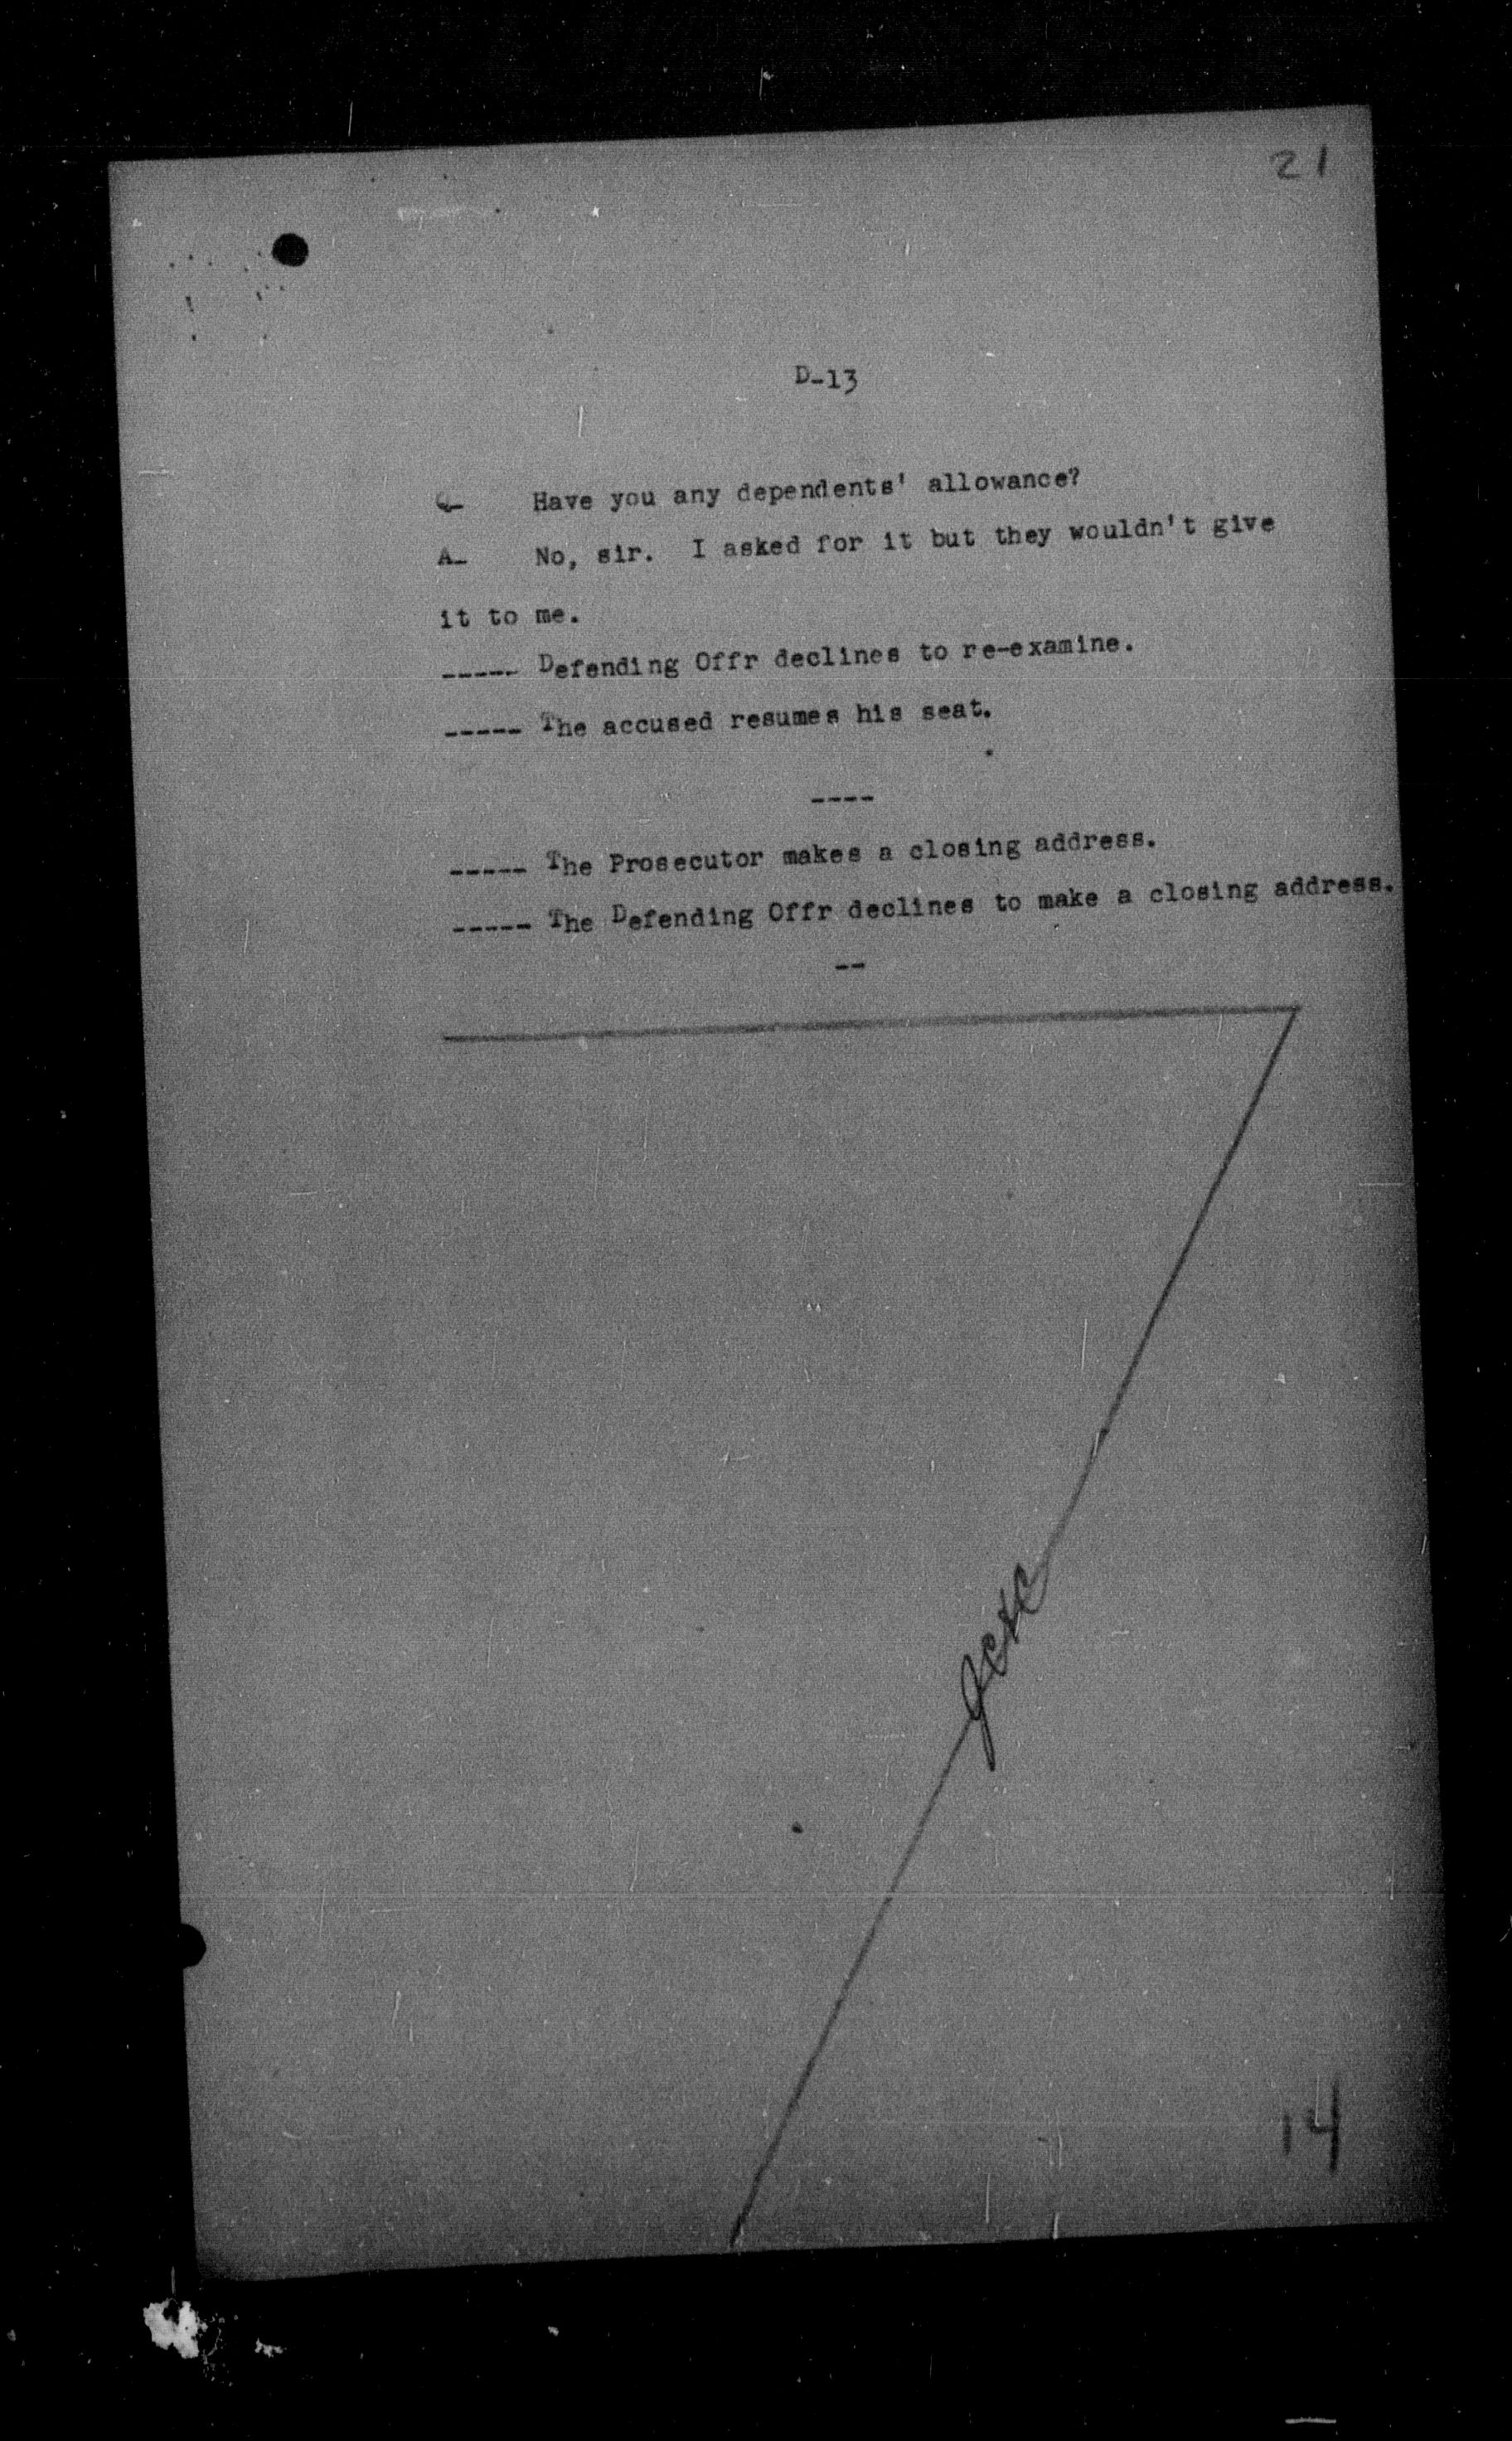 21
D-13
Q- Have you any dependents' allowance?
A- No, sir. I asked for it but they wouldn't give
it to me.
----- Defending Offr declines to re-examine.
----- The accused resumes his seat.
----
----- The Prosecutor makes a closing address.
----- The Defending Offr declines to make a closing address.
--
14